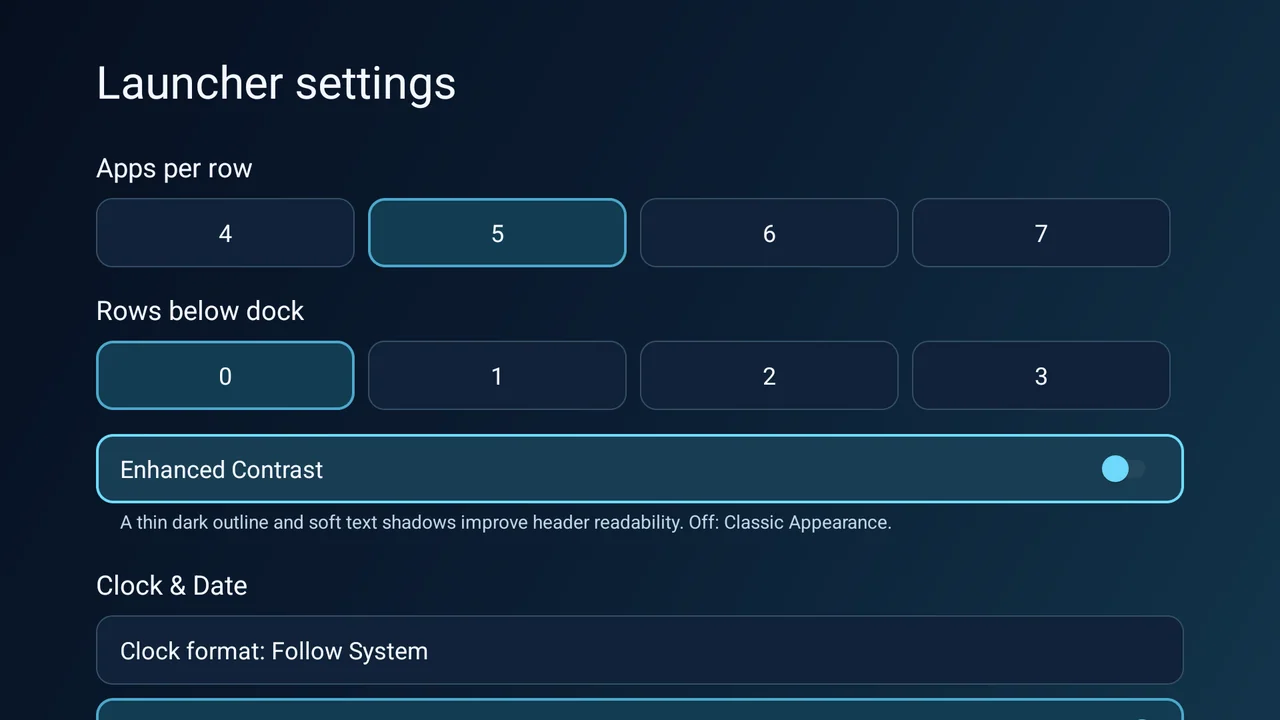 Launcher settings
Apps per row
4 5 6 7
Rows below dock
0 1 2 3
Enhanced Contrast
A thin dark outline and soft text shadows improve header readability. Off: Classic Appearance.
Clock & Date
Clock format: Follow System